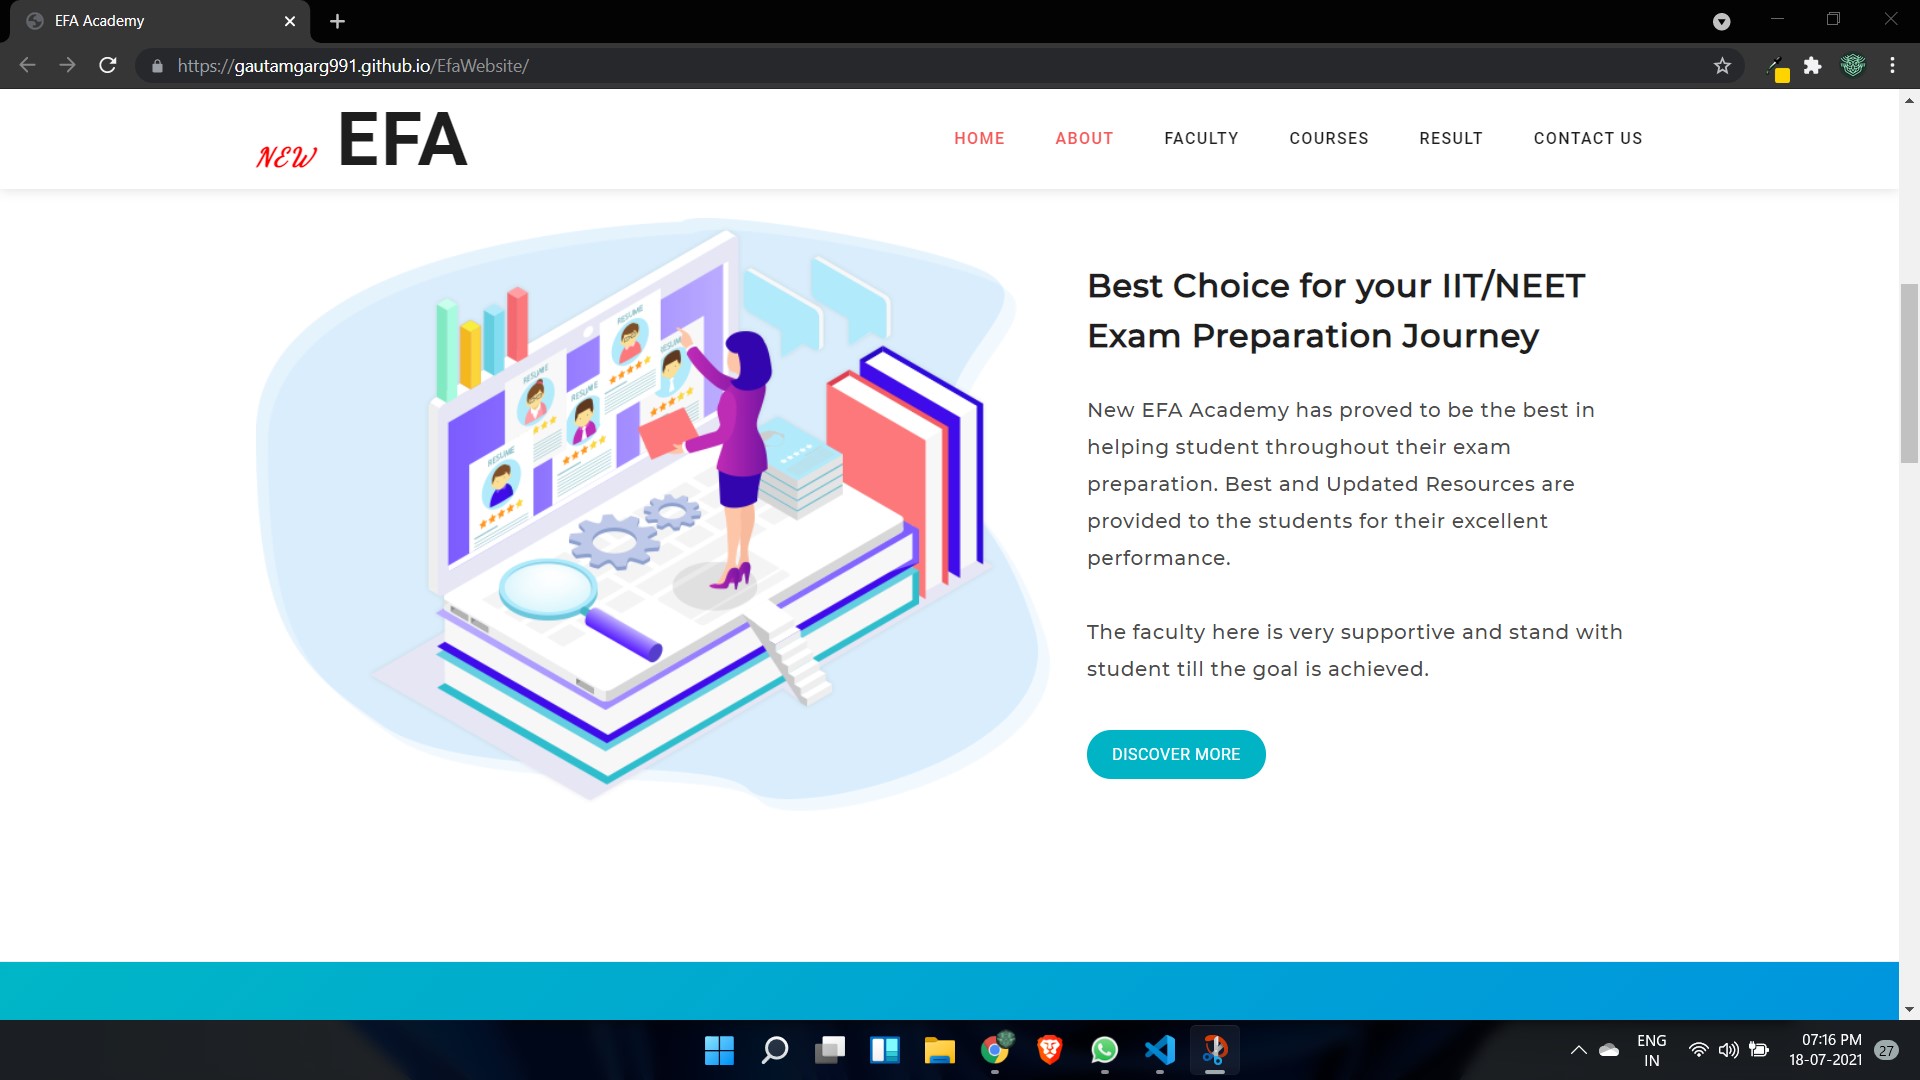 EFA Academy
https://gautamgarg991.github.io/EfaWebsite/
NEW EFA
HOME ABOUT FACULTY COURSES RESULT CONTACT US
RESUME
RESUME
RESUME
RESUME
RESUME
Best Choice for your IIT/NEET
Exam Preparation Journey
New EFA Academy has proved to be the best in
helping student throughout their exam
preparation. Best and Updated Resources are
provided to the students for their excellent
performance.
The faculty here is very supportive and stand with
student till the goal is achieved.
DISCOVER MORE
ENG
IN
07:16 PM
18-07-2021
27